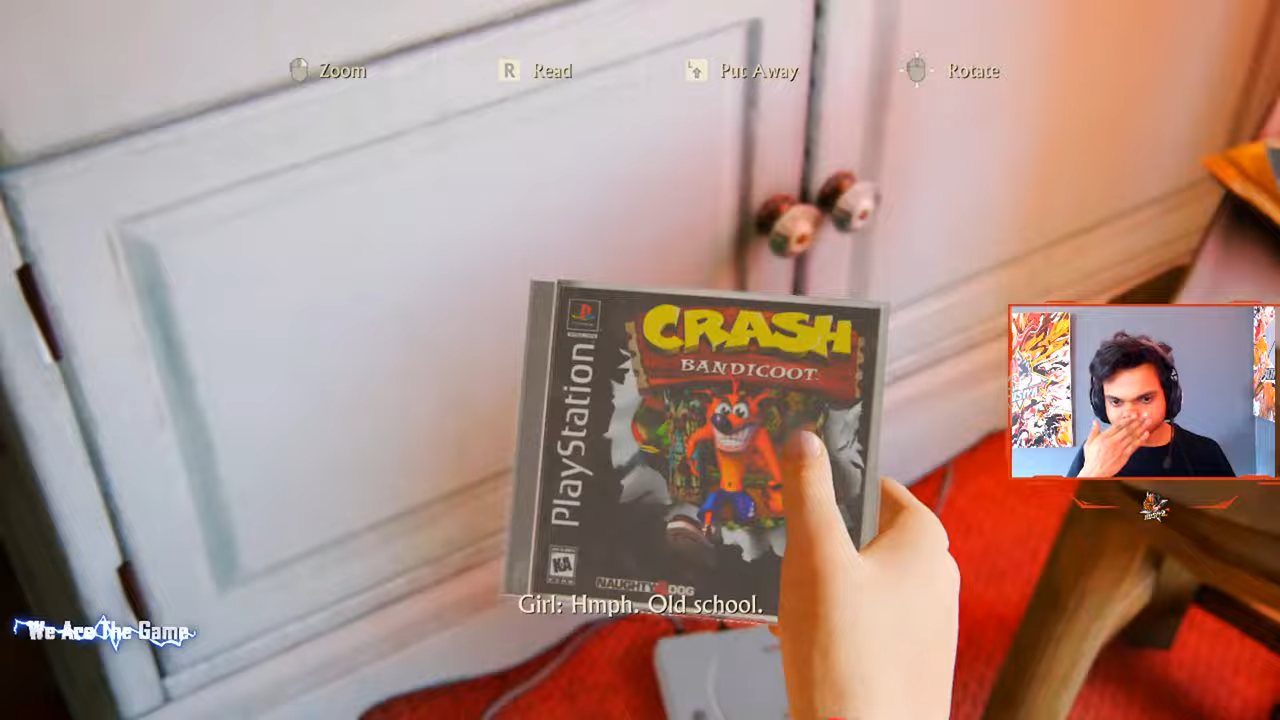 Zoom
R Read
L Put Away
Rotate
CRASH
BANDICOOT
PlayStation
KA
NAUGHTY DOG
Girl: Hmph. Old school.
We Are The Game